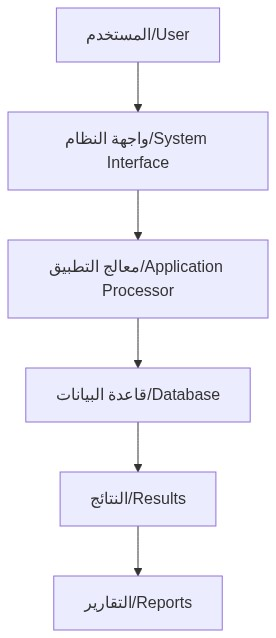 المستخدم/User
واجهة النظام/System
Interface
معالج التطبيق/Application
Processor
قاعدة البيانات/Database
النتائج/Results
التقارير/Reports